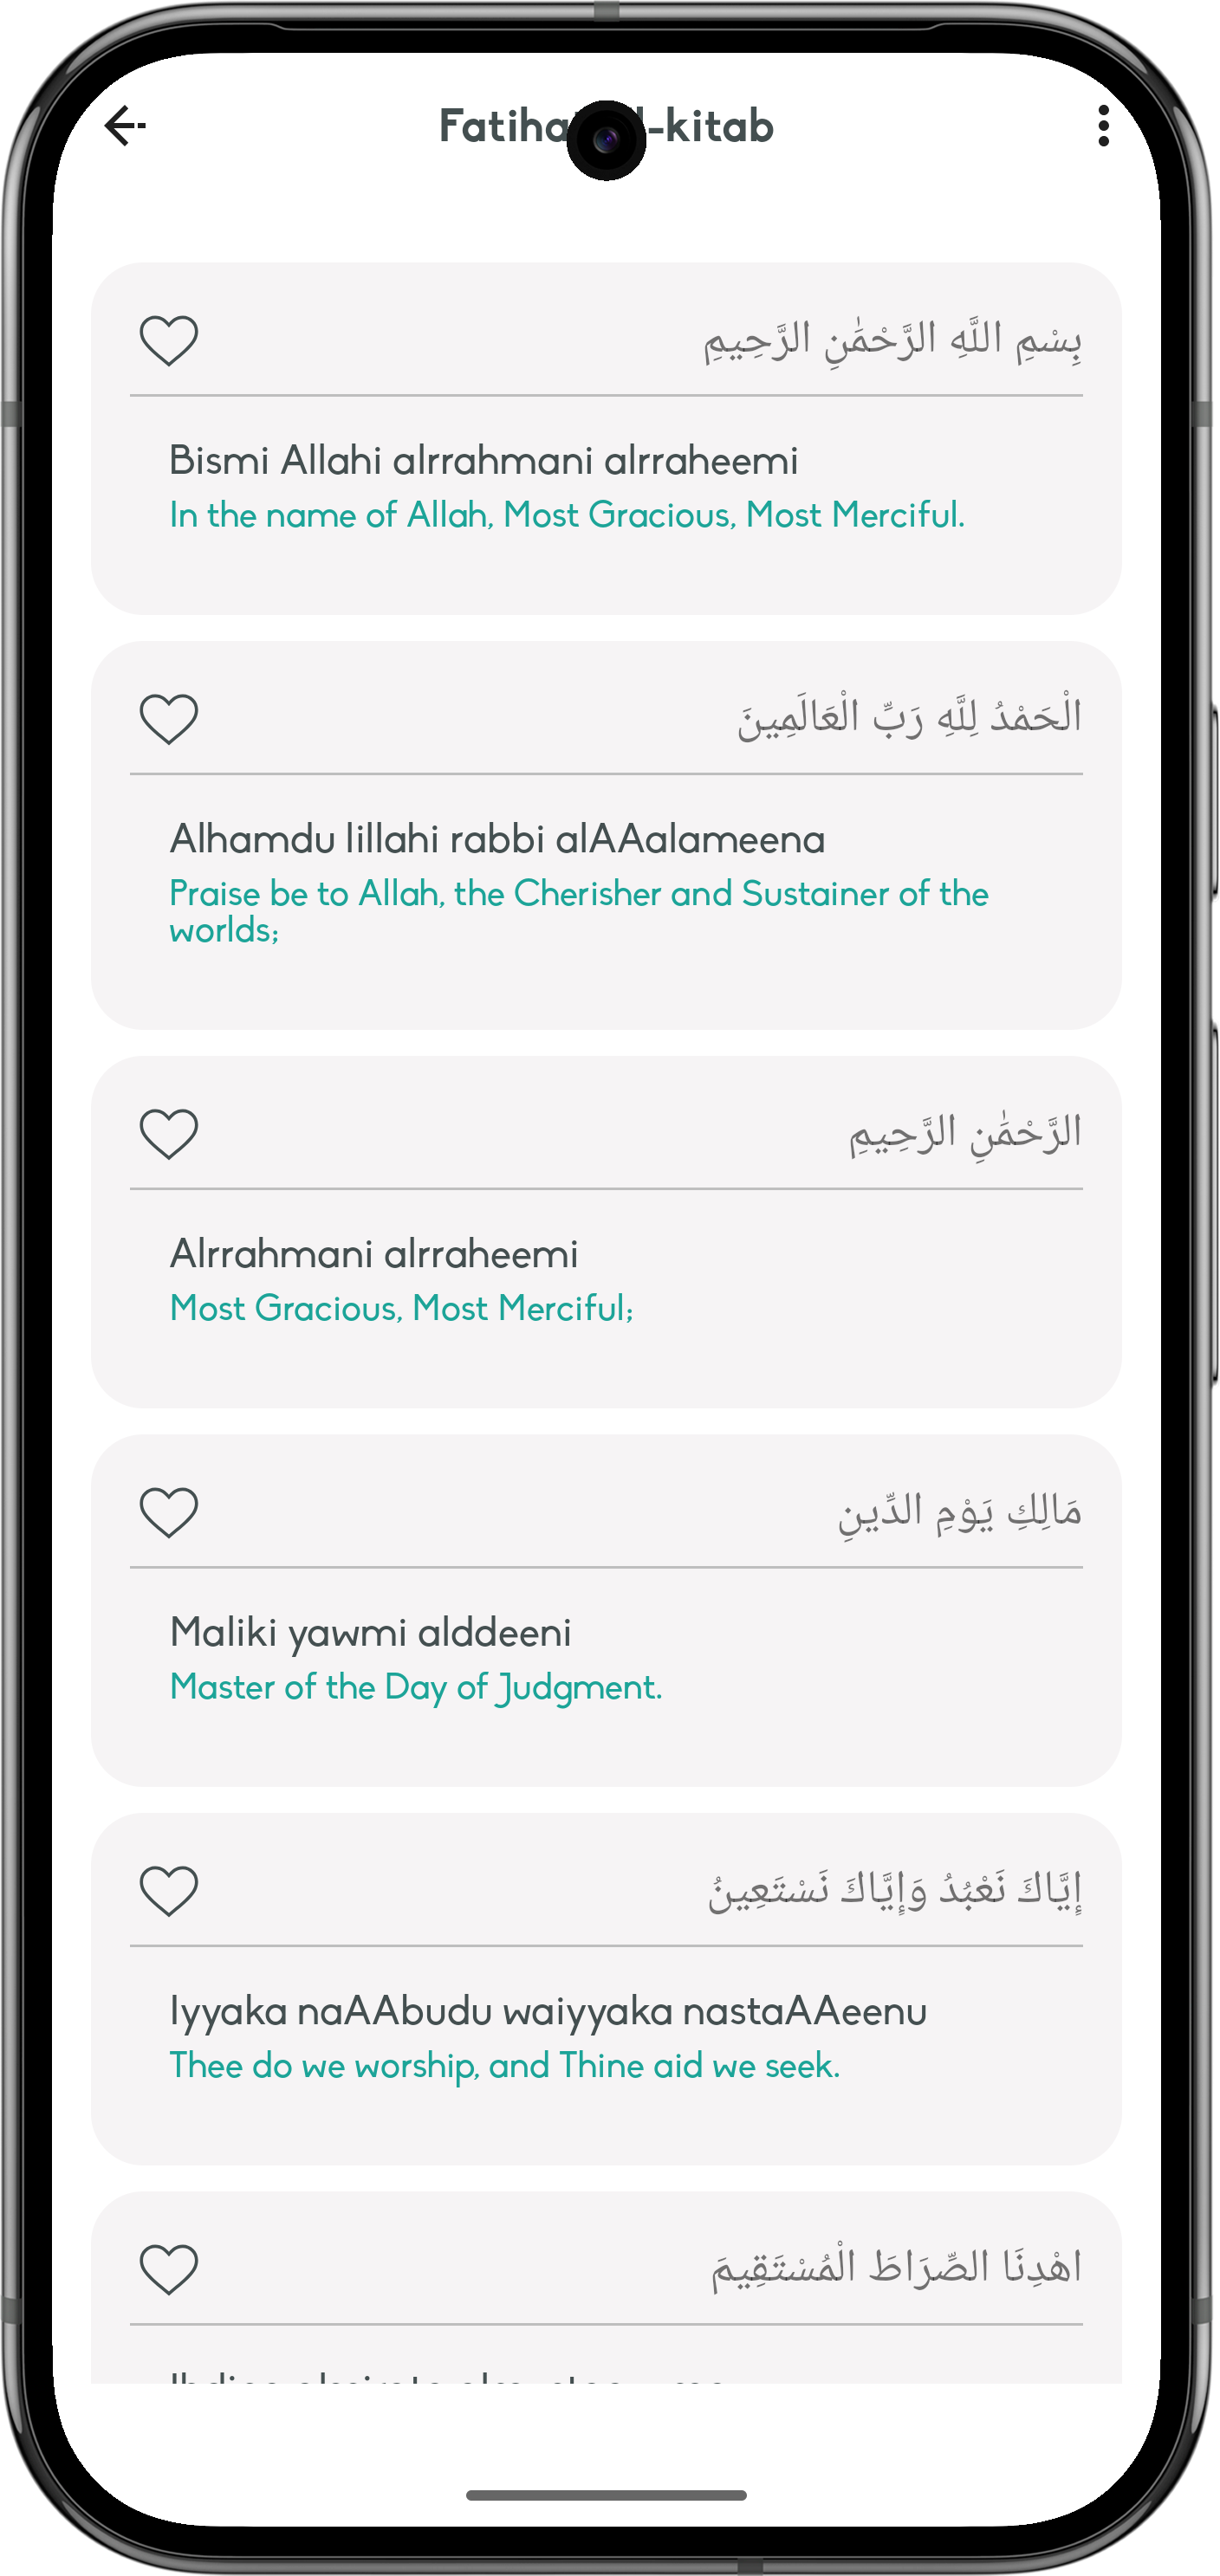 -kitab
بِسْمِ اللَّهِ الرَّحْمَٰنِ الرَّحِيمِ
Bismi Allahi alrrahmani alrraheemi
In the name of Allah, Most Gracious, Most Merciful.
الْحَمْدُ لِلَّهِ رَبِّ الْعَالَمِينَ
Alhamdu lillahi rabbi alAAalameena
Praise be to Allah, the Cherisher and Sustainer of the
worlds;
الرَّحْمَٰنِ الرَّحِيمِ
Alrrahmani alrraheemi
Most Gracious, Most Merciful;
مَالِكِ يَوْمِ الدِّينِ
Maliki yawmi alddeeni
Master of the Day of Judgment.
إِيَّاكَ نَعْبُدُ وَإِيَّاكَ نَسْتَعِينُ
Iyyaka naAAbudu waiyyaka nastaAAeenu
Thee do we worship, and Thine aid we seek.
اهْدِنَا الصِّرَاطَ الْمُسْتَقِيمَ